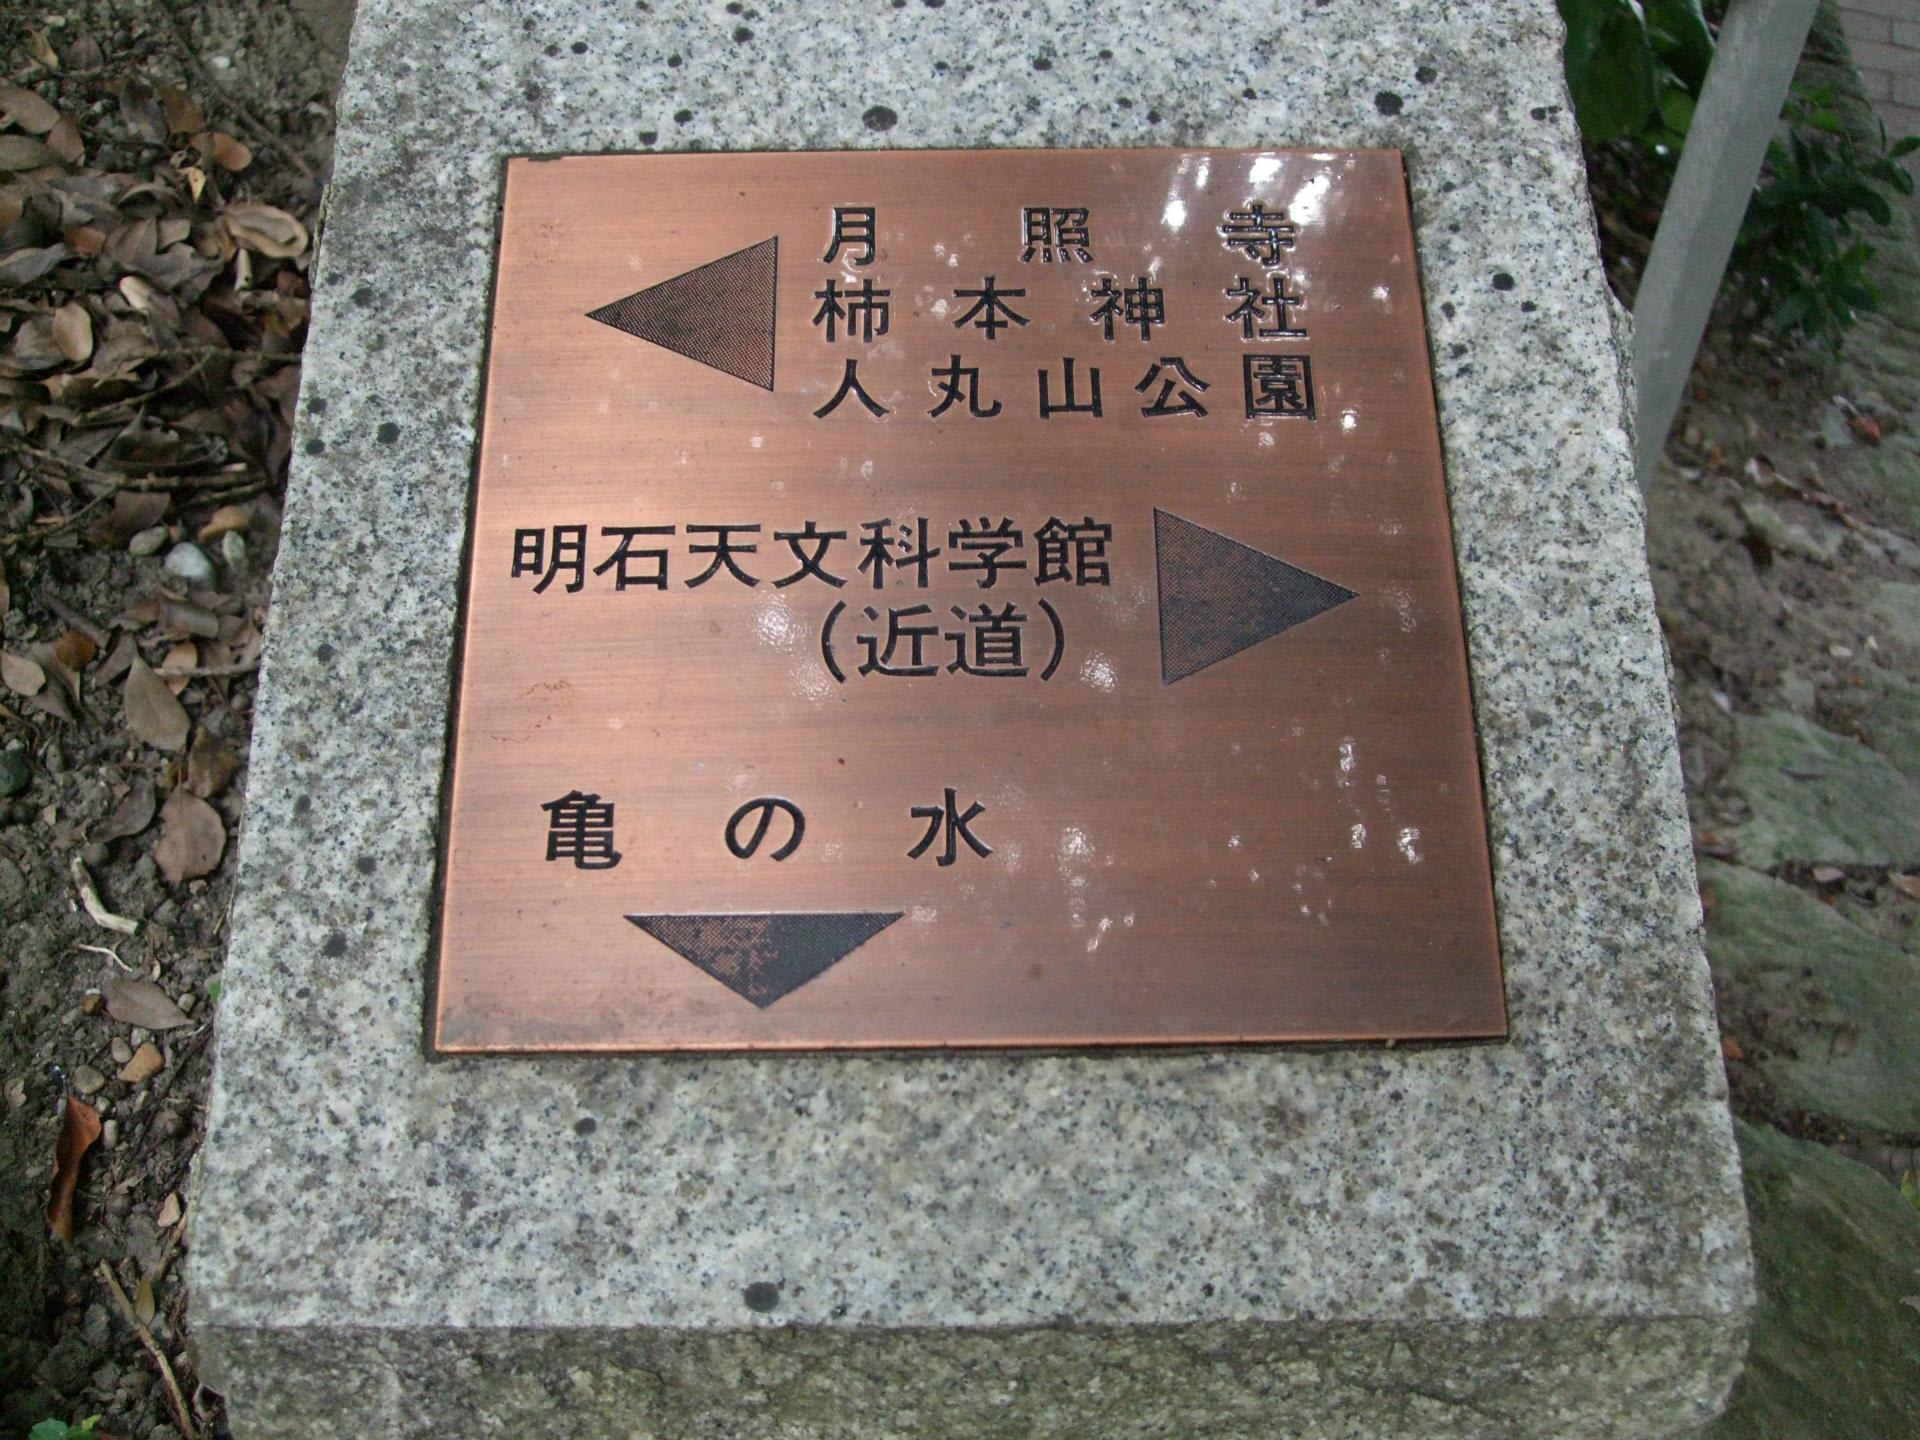 月照寺
柿本神社
人丸山公園
明石天文科学館
（近道）
亀の水